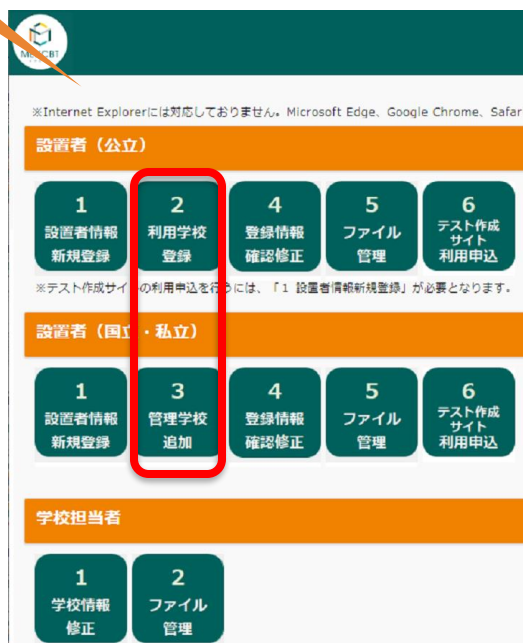 ※Internet Explorerには対応しておりません。Microsoft Edge、Google Chrome、Safar
設置者（公立）
1
設置者情報
新規登録
2
利用学校
登録
4
登録情報
確認修正
5
ファイル
管理
6
テスト作成
サイト
利用申込
※テスト作成サイトの利用申込を行うには、「1 設置者情報新規登録」が必要となります。
設置者（国立・私立）
1
設置者情報
新規登録
3
管理学校
追加
4
登録情報
確認修正
5
ファイル
管理
6
テスト作成
サイト
利用申込
学校担当者
1
学校情報
修正
2
ファイル
管理